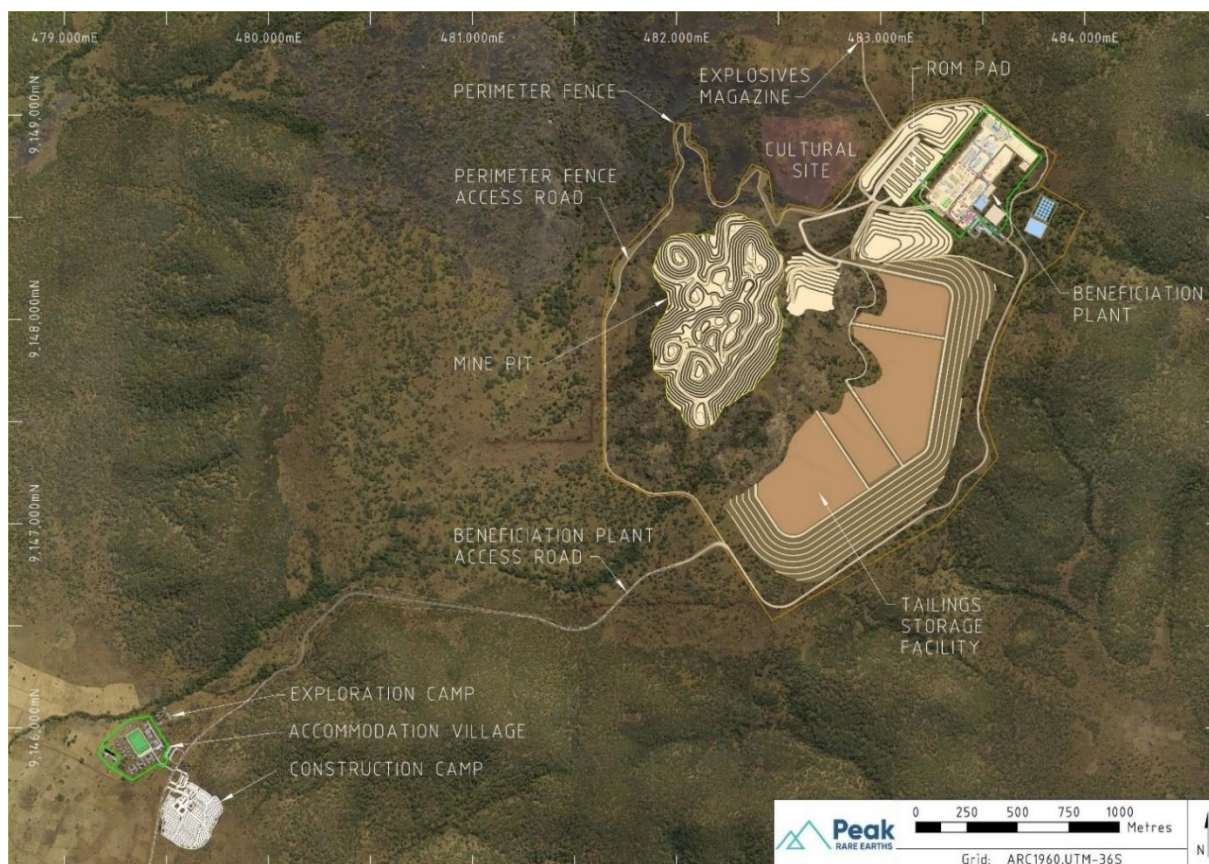 479.000mE
480.000mE
481.000mE
482.000mE
483.000mE
484.000mE
9,149,000mN
9,148,000mN
9,147,000mN
9,146,000mN
EXPLOSIVES
MAGAZINE
ROM PAD
PERIMETER FENCE
CULTURAL
SITE
PERIMETER FENCE
ACCESS ROAD
BENEFICIATION
PLANT
MINE PIT
BENEFICIATION PLANT
ACCESS ROAD
TAILINGS
STORAGE
FACILITY
EXPLORATION CAMP
ACCOMMODATION VILLAGE
CONSTRUCTION CAMP
Peak
RARE EARTHS
0 250 500 750 1000
Metres
Grid: ARC1960.UTM-36S
N